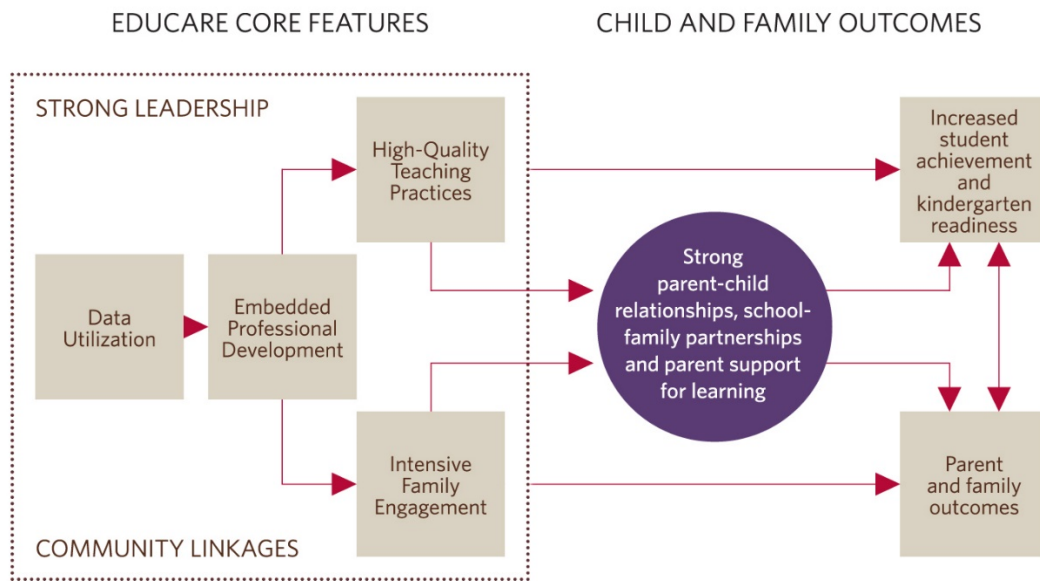 EDUCARE CORE FEATURES
CHILD AND FAMILY OUTCOMES
STRONG LEADERSHIP
High-Quality
Teaching
Practices
Increased
student
achievement
and
kindergarten
readiness
Data
Utilization
Embedded
Professional
Development
Strong
parent-child
relationships, school-
family partnerships
and parent support
for learning
Intensive
Family
Engagement
Parent
and family
outcomes
COMMUNITY LINKAGES